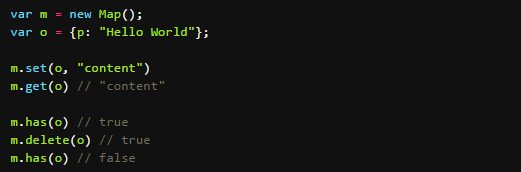 var m = new Map();
var o = {p: "Hello World"};
m.set(o, "content")
m.get(o) // "content"
m.has(o) // true
m.delete(o) // true
m.has(o) // false